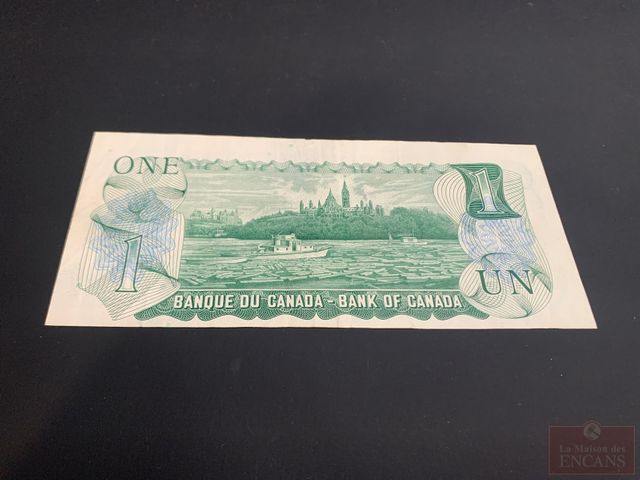 ONE
1
1
UN
BANQUE DU CANADA - BANK OF CANADA
La Maison des
ENCANS